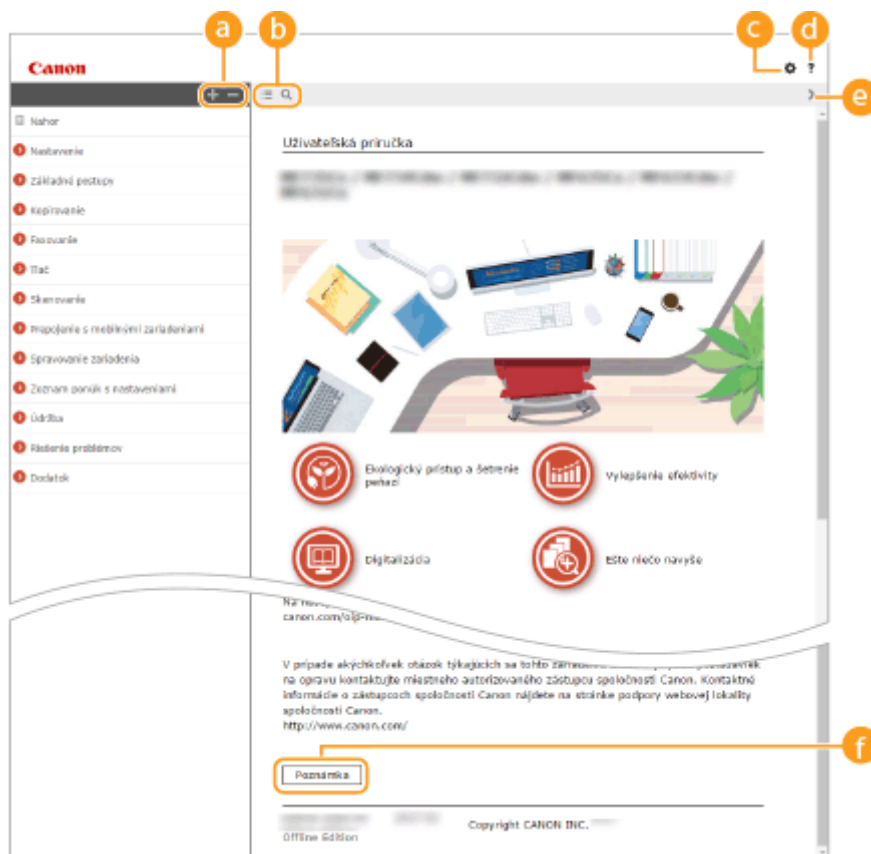 a b c d
Canon
?
+ −
e
Nahor
Nastavenie
Základné postupy
Kopírovanie
Faxovanie
Tlač
Skenovanie
Prepojenie s mobilnými zariadeniami
Spravovanie zariadenia
Zoznam ponúk s nastaveniami
Údržba
Riešenie problémov
Dodatok
Užívateľská príručka
Ekologický prístup a šetrenie
peňazí
Vylepšenie efektivity
Digitalizácia
Ešte niečo navyše
Na
canon.com/oip-m
V prípade akýchkoľvek otázok týkajúcich sa tohto
na opravu kontaktujte miestneho autorizovaného zástupcu spoločnosti Canon. Kontaktné
informácie o zástupcoch spoločnosti Canon nájdete na stránke podpory webovej lokality
spoločnosti Canon.
http://www.canon.com/
f
Poznámka
Copyright CANON INC.
Offline Edition